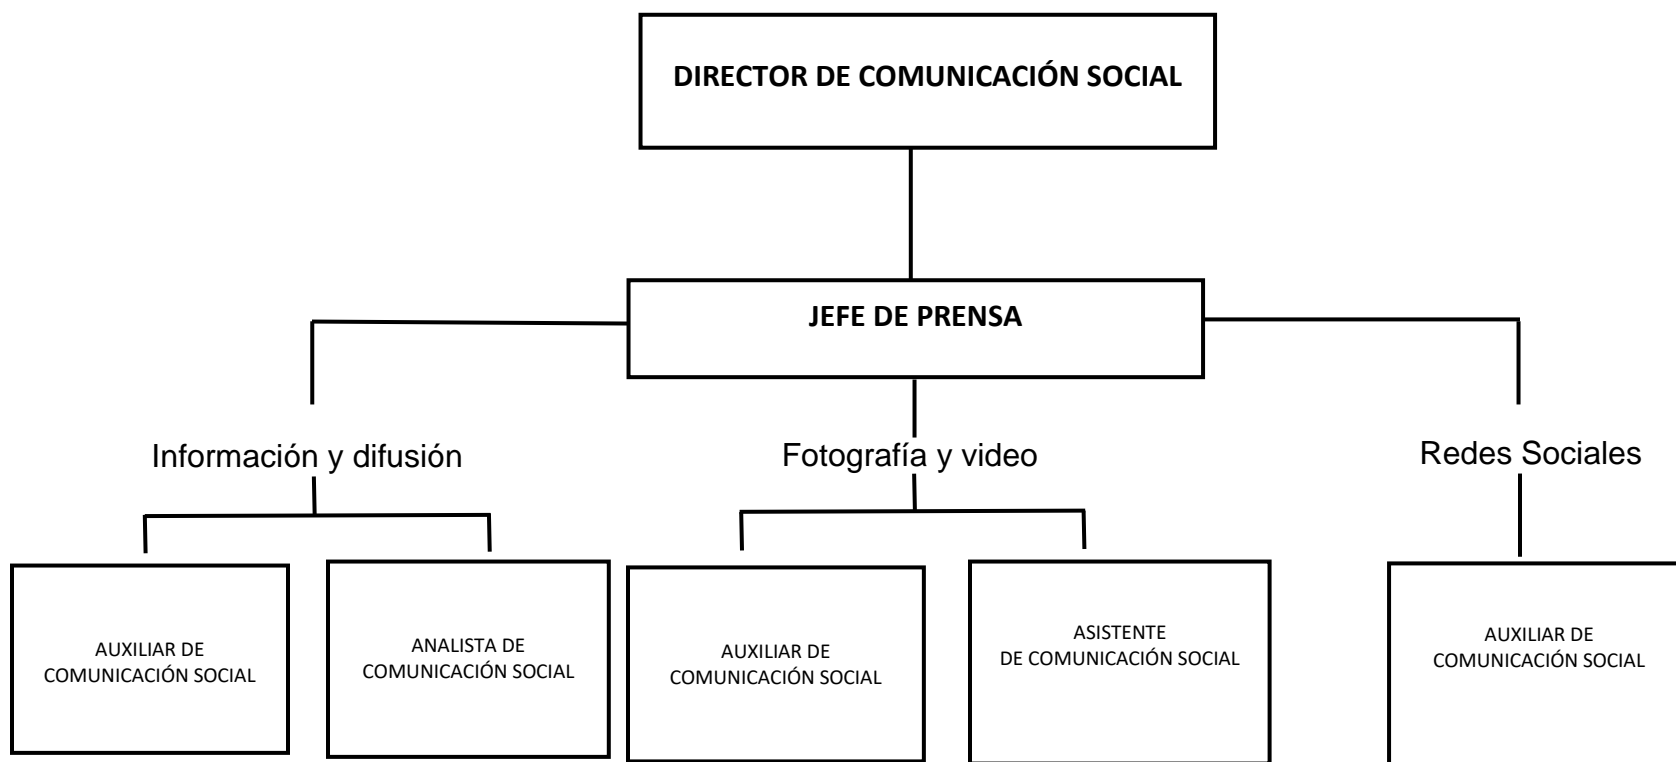 DIRECTOR DE COMUNICACIÓN SOCIAL
JEFE DE PRENSA
Información y difusión
Fotografía y video
Redes Sociales
AUXILIAR DE
COMUNICACIÓN SOCIAL
ANALISTA DE
COMUNICACIÓN SOCIAL
AUXILIAR DE
COMUNICACIÓN SOCIAL
ASISTENTE
DE COMUNICACIÓN SOCIAL
AUXILIAR DE
COMUNICACIÓN SOCIAL